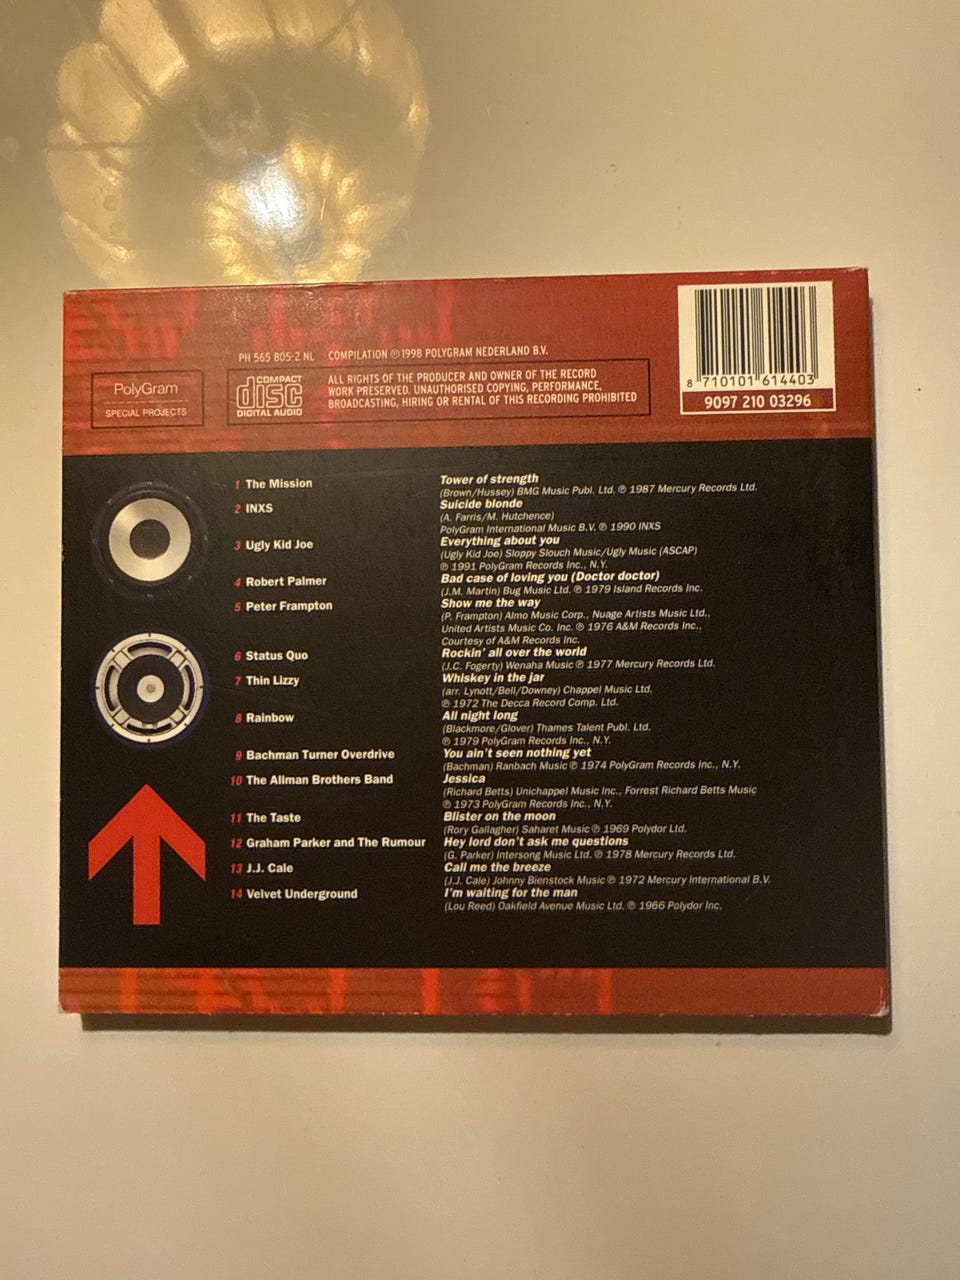 PH 565 805-2 NL COMPILATION ℗ 1998 POLYGRAM NEDERLAND B.V.
PolyGram
SPECIAL PROJECTS
COMPACT
disc
DIGITAL AUDIO
ALL RIGHTS OF THE PRODUCER AND OWNER OF THE RECORD
WORK PRESERVED. UNAUTHORISED COPYING, PERFORMANCE,
BROADCASTING, HIRING OR RENTAL OF THIS RECORDING PROHIBITED
8 710101 614403
9097 210 03296
1 The Mission Tower of strength
(Brown/Hussey) BMG Music Publ. Ltd. ℗ 1987 Mercury Records Ltd.
2 INXS Suicide blonde
(A. Farris/M. Hutchence)
PolyGram International Music B.V. ℗ 1990 INXS
3 Ugly Kid Joe Everything about you
(Ugly Kid Joe) Sloppy Slouch Music/Ugly Music (ASCAP)
℗ 1991 PolyGram Records Inc., N.Y.
4 Robert Palmer Bad case of loving you (Doctor doctor)
(J.M. Martin) Bug Music Ltd. ℗ 1979 Island Records Inc.
5 Peter Frampton Show me the way
(P. Frampton) Almo Music Corp., Nuage Artists Music Ltd.,
United Artists Music Co. Inc. ℗ 1976 A&M Records Inc.,
Courtesy of A&M Records Inc.
6 Status Quo Rockin' all over the world
(J.C. Fogerty) Wenaha Music ℗ 1977 Mercury Records Ltd.
7 Thin Lizzy Whiskey in the jar
(arr. Lynott/Bell/Downey) Chappel Music Ltd.
℗ 1972 The Decca Record Comp. Ltd.
8 Rainbow All night long
(Blackmore/Glover) Thames Talent Publ. Ltd.
℗ 1979 PolyGram Records Inc., N.Y.
9 Bachman Turner Overdrive You ain't seen nothing yet
(Bachman) Ranbach Music ℗ 1974 PolyGram Records Inc., N.Y.
10 The Allman Brothers Band Jessica
(Richard Betts) Unichappel Music Inc., Forrest Richard Betts Music
℗ 1973 PolyGram Records Inc., N.Y.
11 The Taste Blister on the moon
(Rory Gallagher) Saharet Music ℗ 1969 Polydor Ltd.
12 Graham Parker and The Rumour Hey lord don't ask me questions
(G. Parker) Intersong Music Ltd. ℗ 1978 Mercury Records Ltd.
13 J.J. Cale Call me the breeze
(J.J. Cale) Johnny Bienstock Music ℗ 1972 Mercury International B.V.
14 Velvet Underground I'm waiting for the man
(Lou Reed) Oakfield Avenue Music Ltd. ℗ 1966 Polydor Inc.